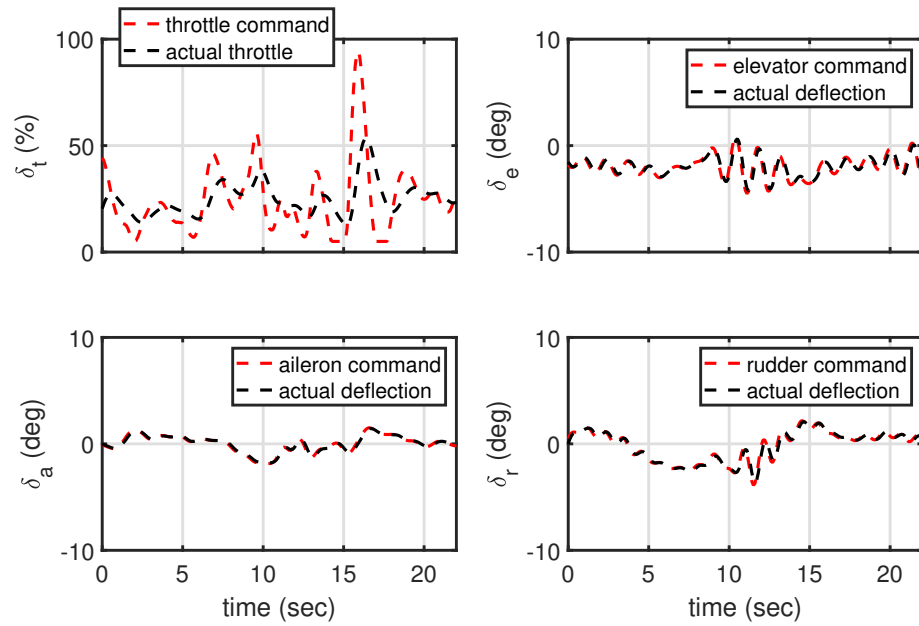 throttle command
actual throttle
100
50
0
δt (%)
elevator command
actual deflection
10
0
-10
δe (deg)
aileron command
actual deflection
10
0
-10
δa (deg)
0 5 10 15 20
time (sec)
rudder command
actual deflection
10
0
-10
δr (deg)
0 5 10 15 20
time (sec)